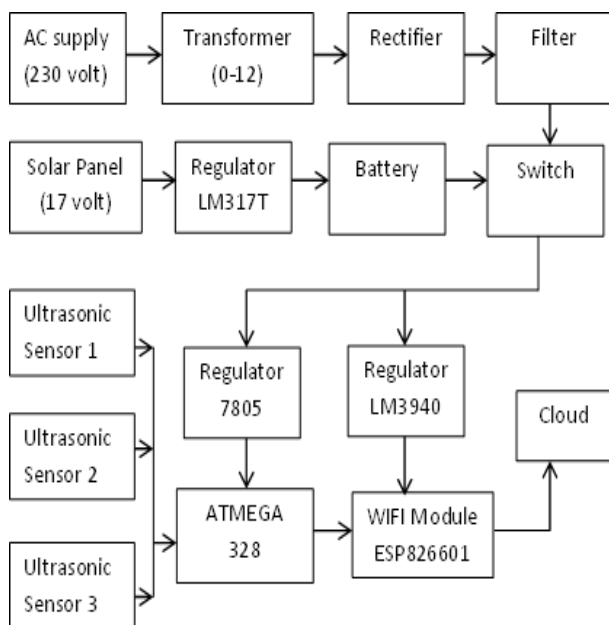 AC supply
(230 volt)
Transformer
(0-12)
Rectifier
Filter
Solar Panel
(17 volt)
Regulator
LM317T
Battery
Switch
Ultrasonic
Sensor 1
Regulator
7805
Regulator
LM3940
Cloud
Ultrasonic
Sensor 2
ATMEGA
328
WIFI Module
ESP826601
Ultrasonic
Sensor 3